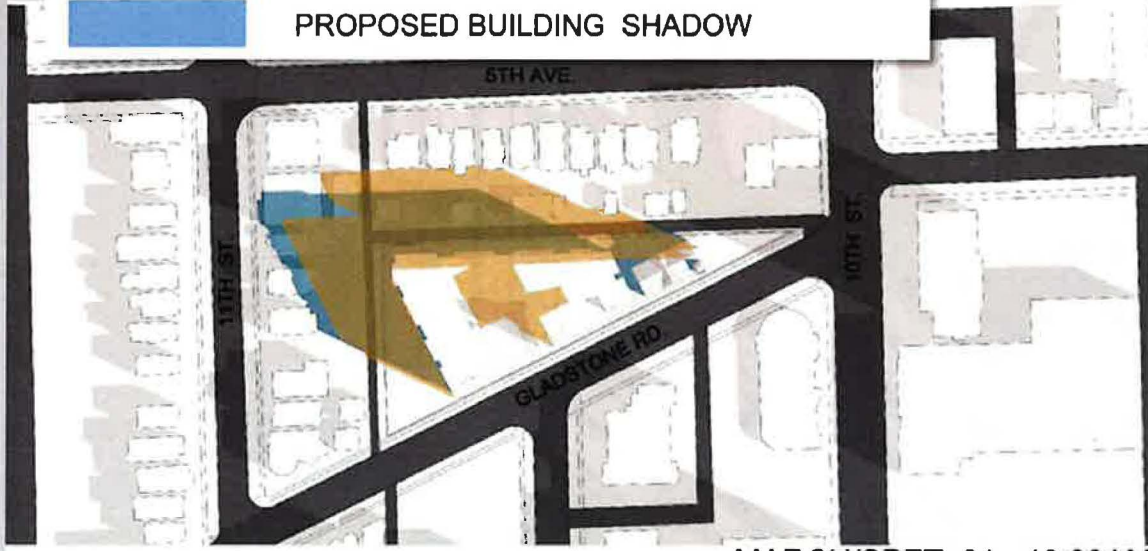 PROPOSED BUILDING SHADOW
5TH AVE.
11TH ST.
10TH ST.
GLADSTONE RD.